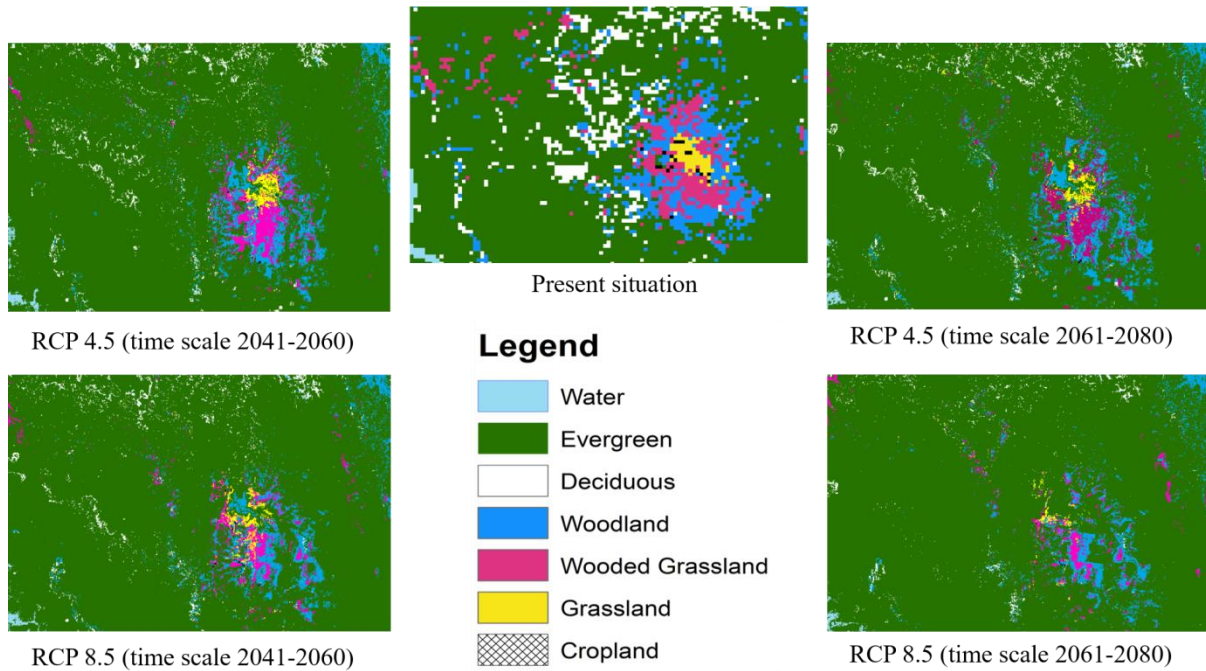 Present situation
RCP 4.5 (time scale 2041-2060)
RCP 4.5 (time scale 2061-2080)
Legend
Water
Evergreen
Deciduous
Woodland
Wooded Grassland
Grassland
Cropland
RCP 8.5 (time scale 2041-2060)
RCP 8.5 (time scale 2061-2080)